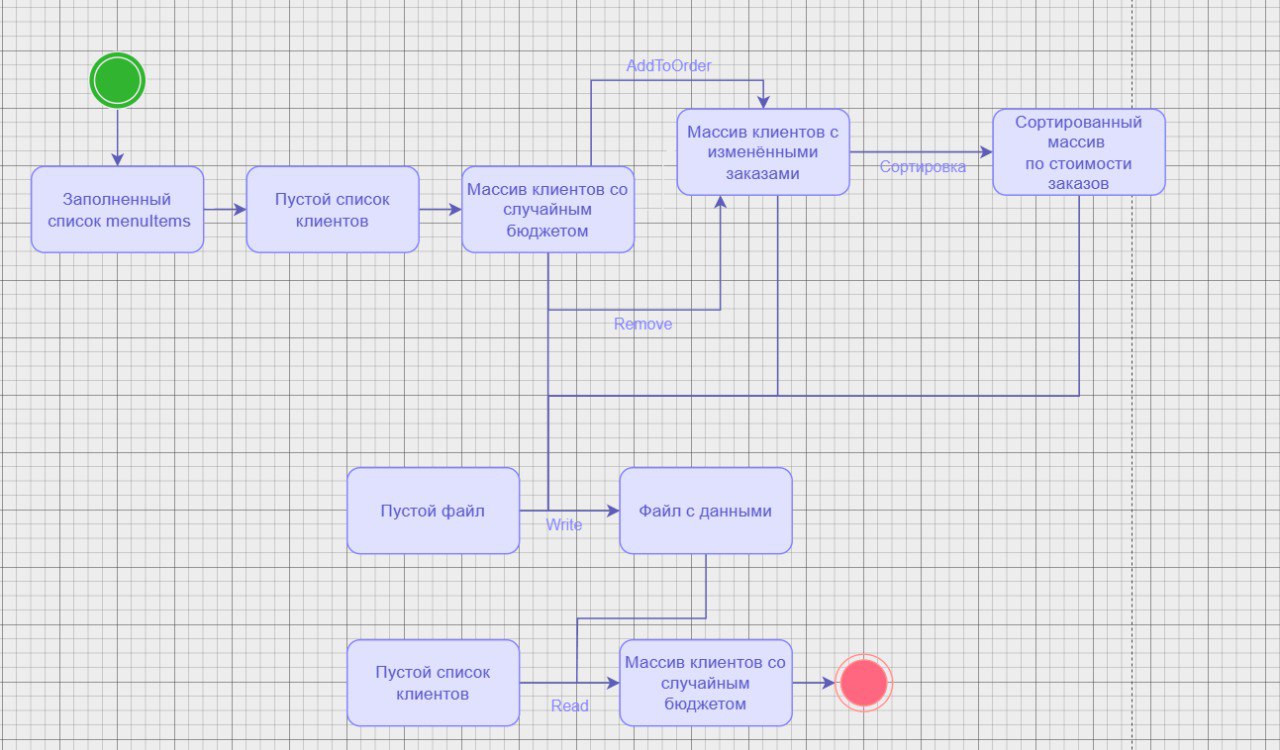 AddToOrder
Заполненный
список menuItems
Пустой список
клиентов
Массив клиентов со
случайным
бюджетом
Массив клиентов с
изменёнными
заказами
Сортировка
Сортированный
массив
по стоимости
заказов
Remove
Пустой файл
Write
Файл с данными
Пустой список
клиентов
Read
Массив клиентов со
случайным
бюджетом